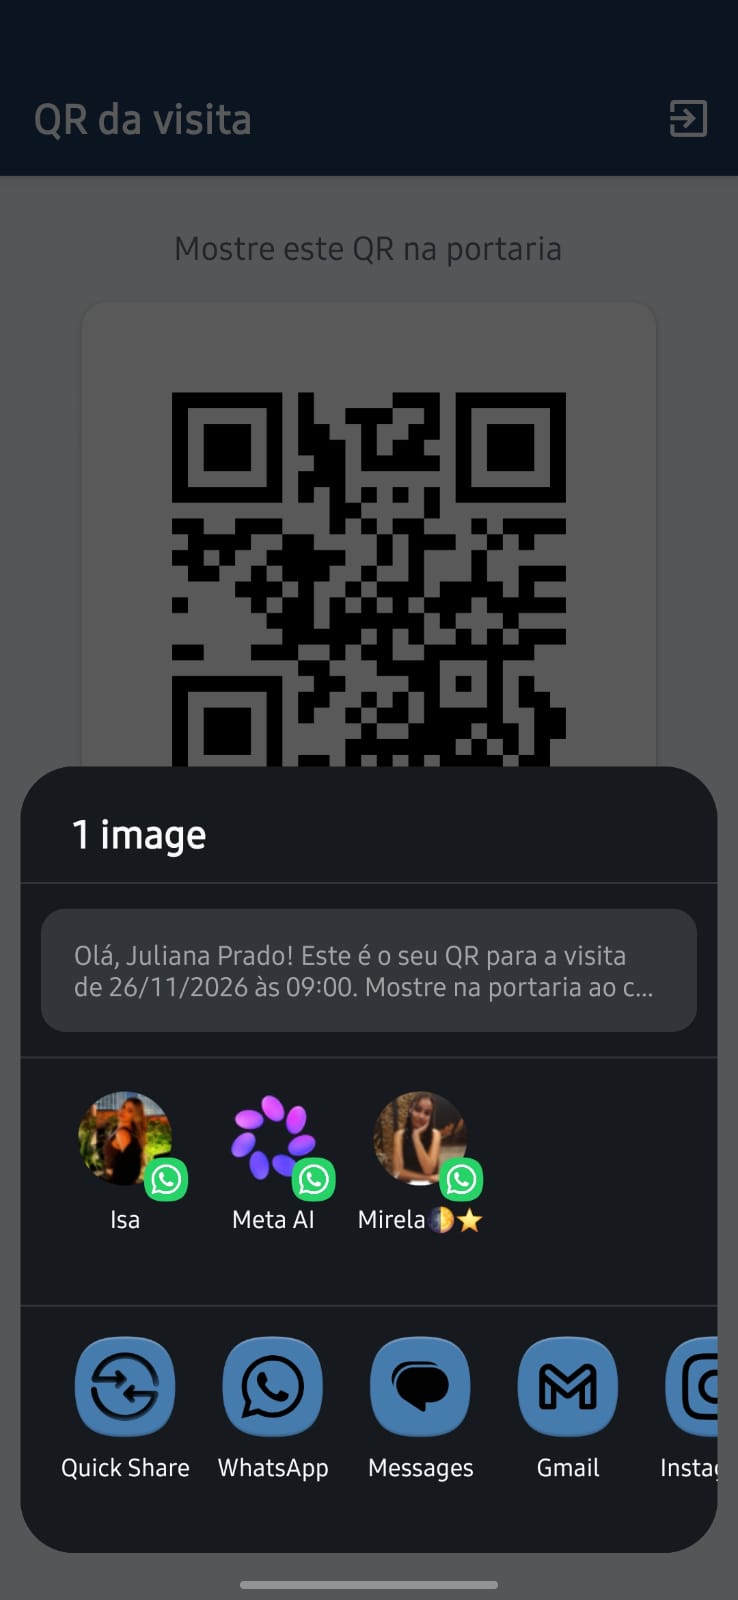 QR da visita
Mostre este QR na portaria
1 image
Olá, Juliana Prado! Este é o seu QR para a visita
de 26/11/2026 às 09:00. Mostre na portaria ao c...
Isa
Meta AI
Mirela🌗⭐
Quick Share
WhatsApp
Messages
Gmail
Instag